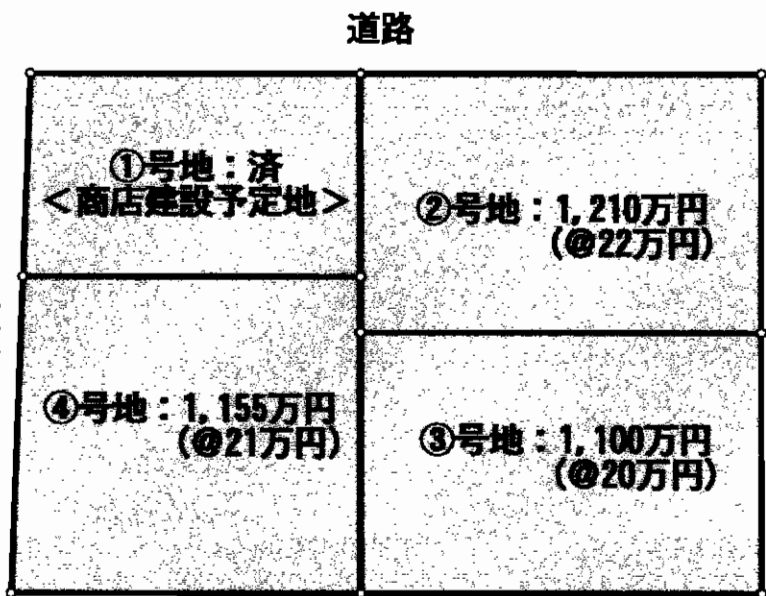 道路
①号地：済
＜商店建設予定地＞
②号地：1,210万円
(@22万円)
④号地：1,155万円
(@21万円)
③号地：1,100万円
(@20万円)